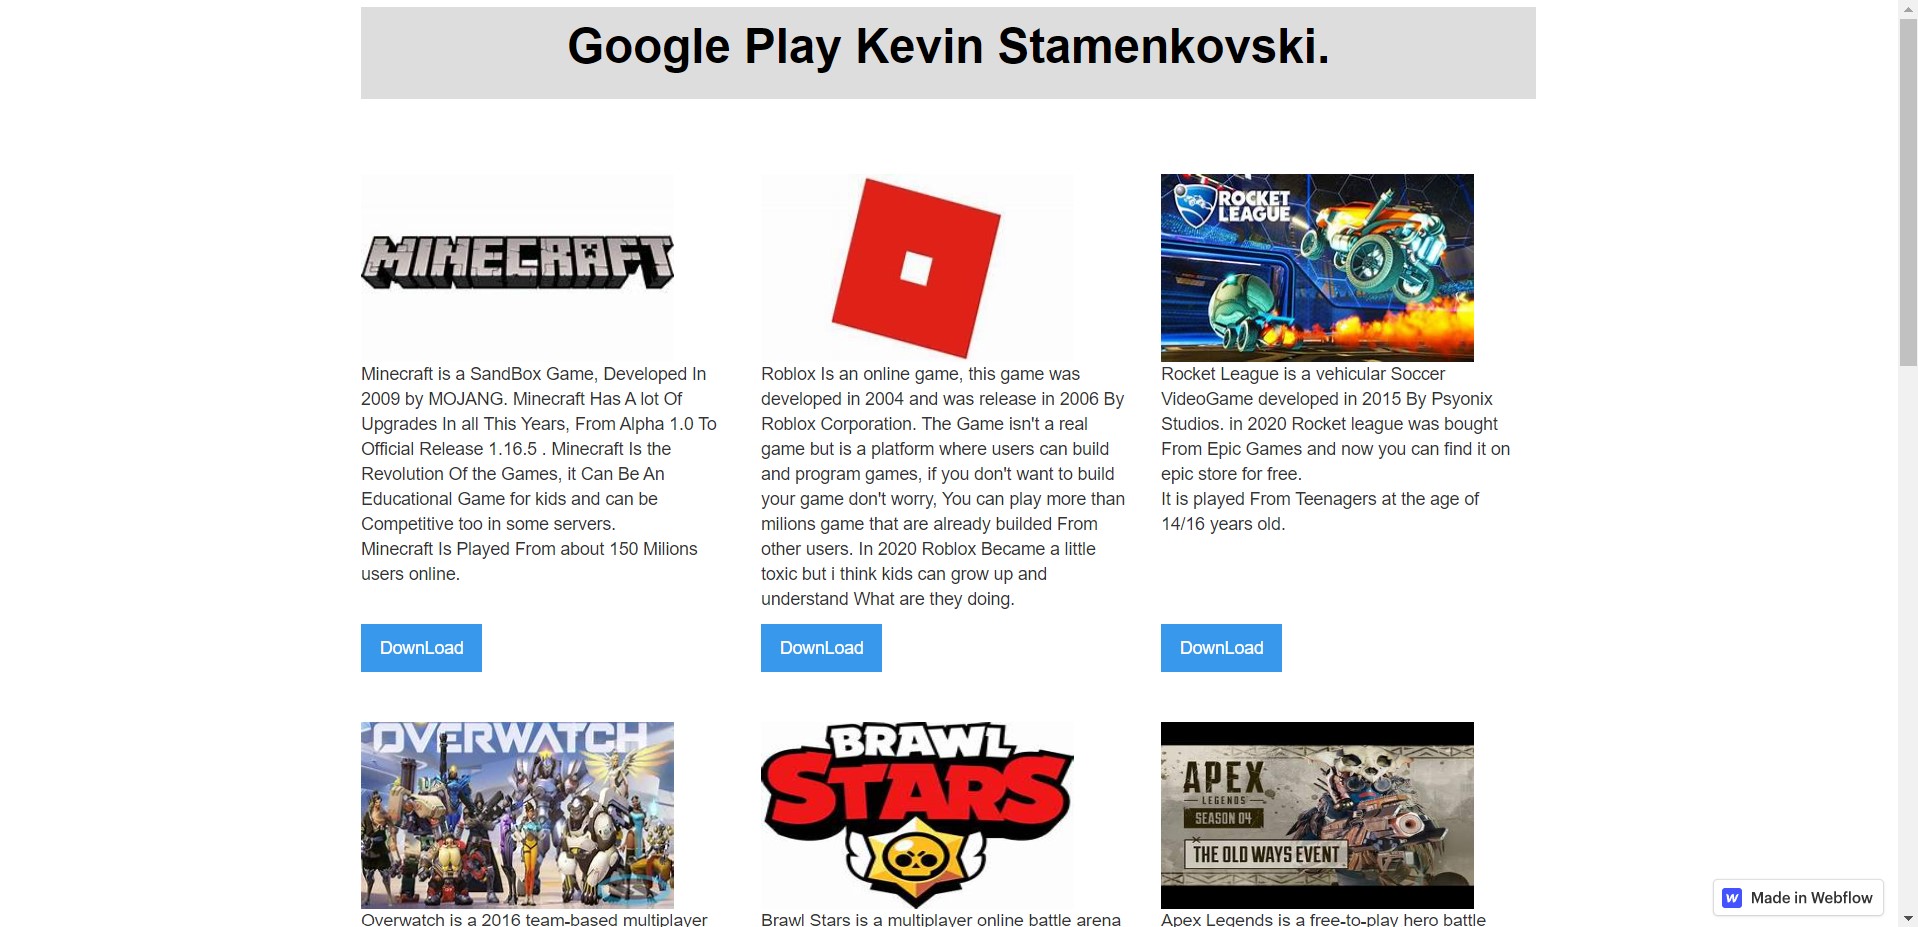 Google Play Kevin Stamenkovski.
MINECRAFT
ROCKET
LEAGUE
Minecraft is a SandBox Game, Developed In
2009 by MOJANG. Minecraft Has A lot Of
Upgrades In all This Years, From Alpha 1.0 To
Official Release 1.16.5 . Minecraft Is the
Revolution Of the Games, it Can Be An
Educational Game for kids and can be
Competitive too in some servers.
Minecraft Is Played From about 150 Milions
users online.
DownLoad
Roblox Is an online game, this game was
developed in 2004 and was release in 2006 By
Roblox Corporation. The Game isn't a real
game but is a platform where users can build
and program games, if you don't want to build
your game don't worry, You can play more than
milions game that are already builded From
other users. In 2020 Roblox Became a little
toxic but i think kids can grow up and
understand What are they doing.
DownLoad
Rocket League is a vehicular Soccer
VideoGame developed in 2015 By Psyonix
Studios. in 2020 Rocket league was bought
From Epic Games and now you can find it on
epic store for free.
It is played From Teenagers at the age of
14/16 years old.
DownLoad
OVERWATCH
Overwatch is a 2016 team-based multiplayer
BRAWL
STARS
Brawl Stars is a multiplayer online battle arena
APEX
LEGENDS
SEASON 04
THE OLD WAYS EVENT
Apex Legends is a free-to-play hero battle
Made in Webflow